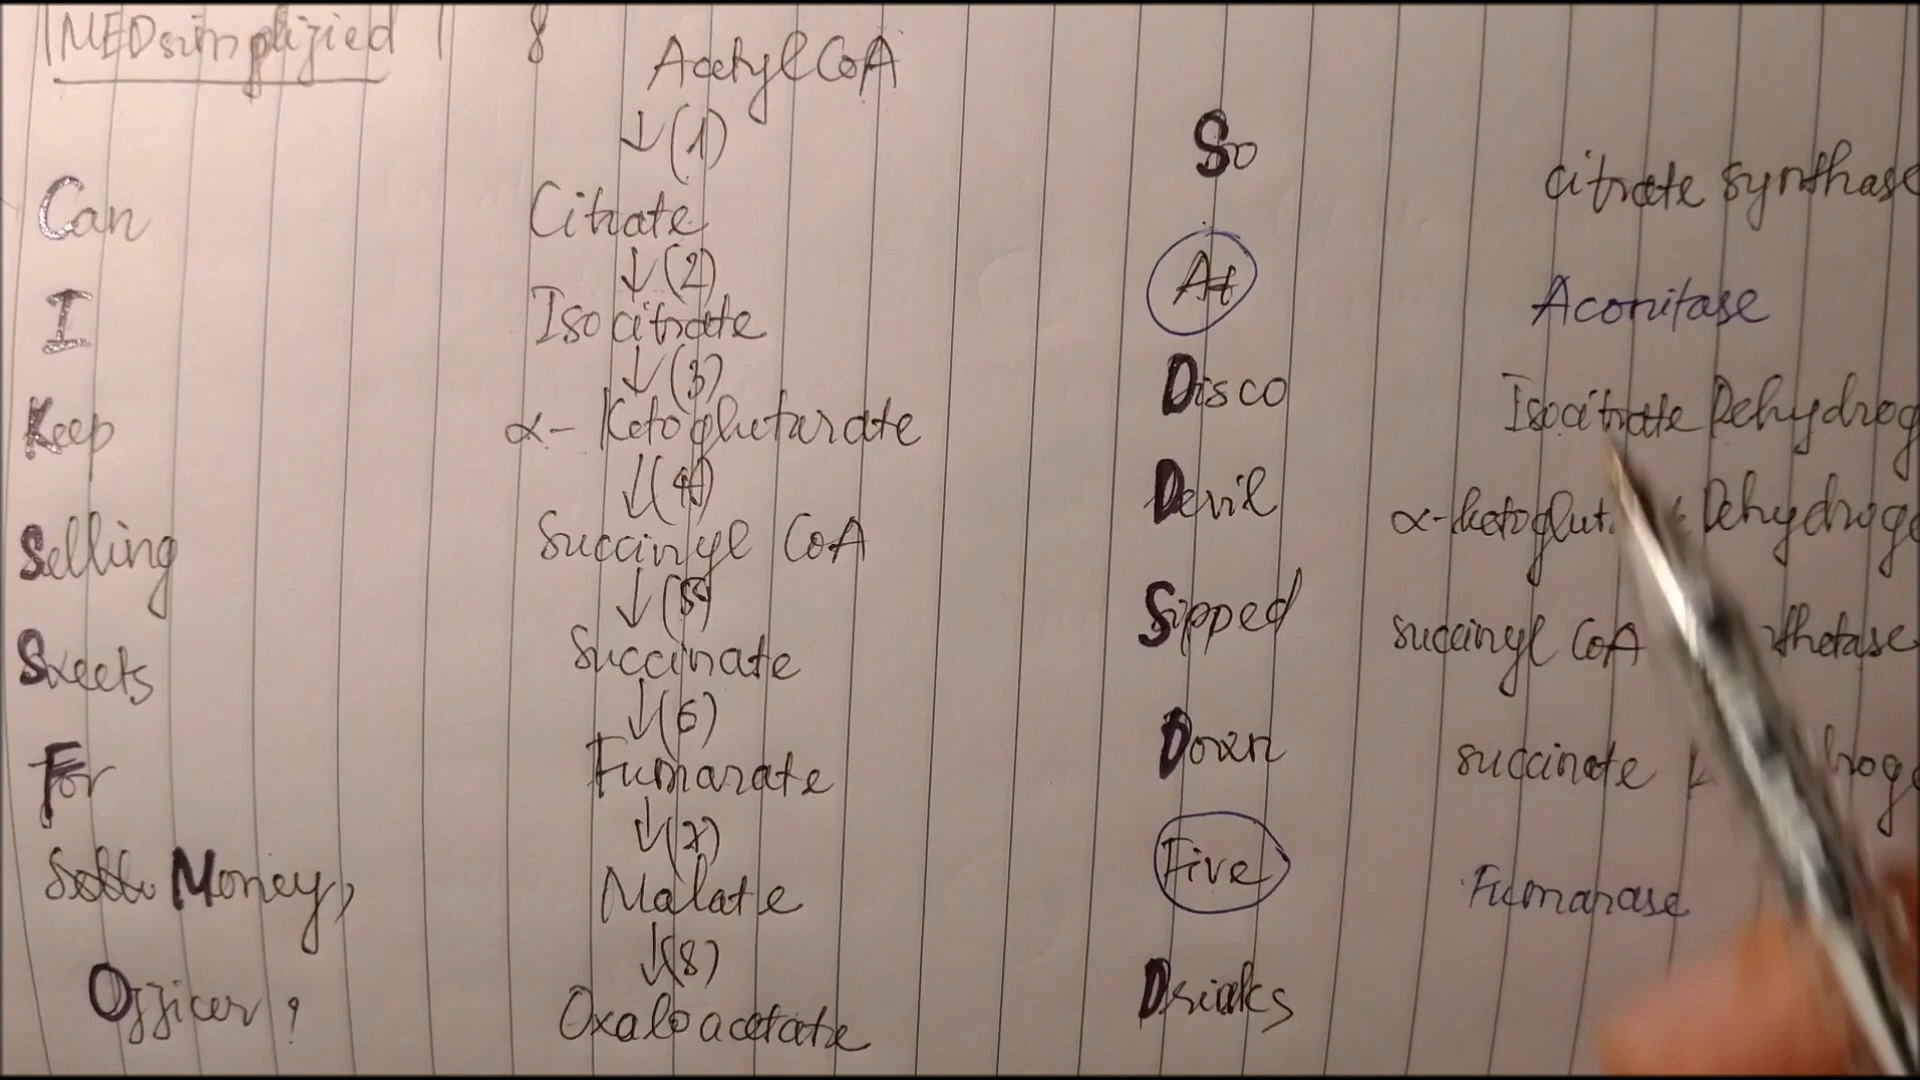 MEDsimplified 8
Acetyl CoA
↓(1) So
citrate synthase
Can Citrate
↓(2) At
I Isocitrate Aconitase
↓(3) Disco
Keep α- Ketoglutarate Isocitrate Dehydrog
↓(4) Devil α-ketoglut Dehydroge
Selling Succinyl CoA
↓(5) Sipped succinyl CoA thetase
Sweets Succinate
↓(6) Down succinate droge
For Fumarate
↓(7) Five Fumarase
Money, Malate
↓(8)
Officer? Oxaloacetate Drinks